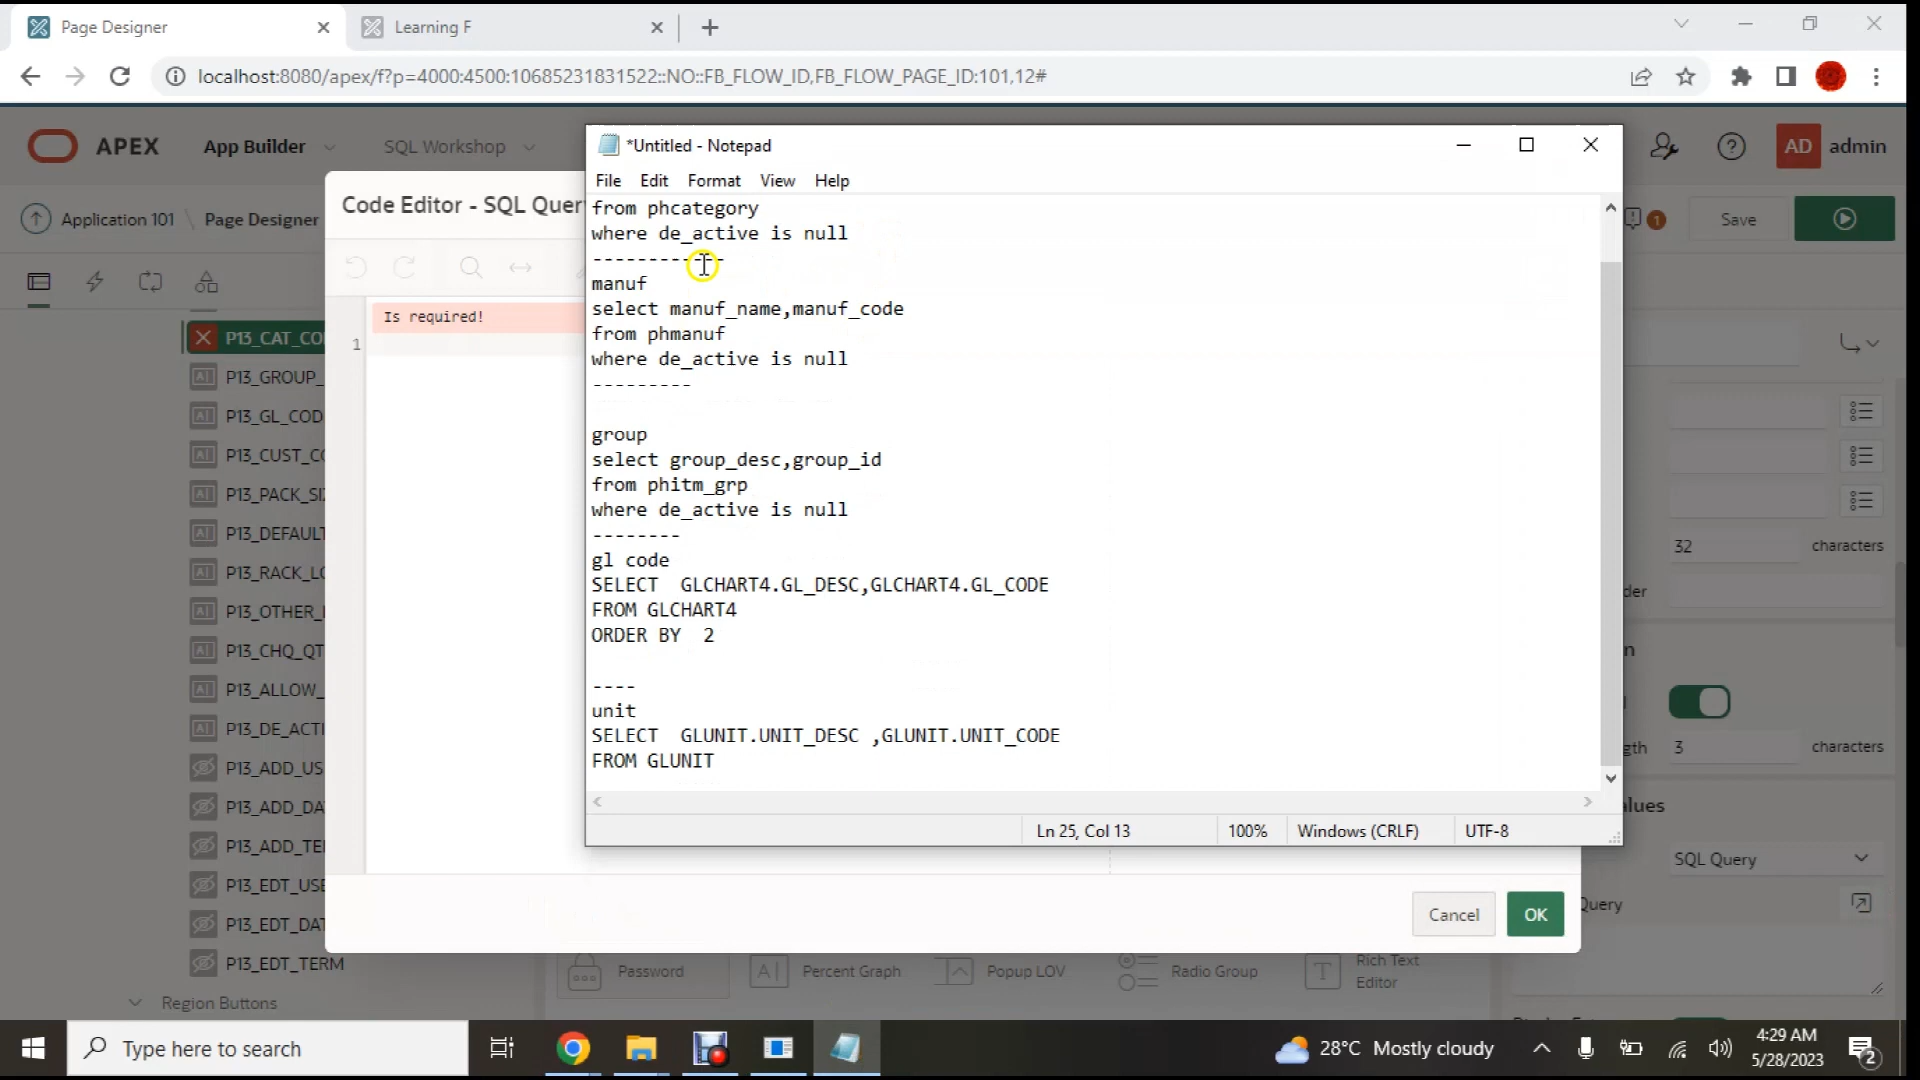 Page Designer
Learning F
localhost:8080/apex/f?p=4000:4500:10685231831522::NO::FB_FLOW_ID,FB_FLOW_PAGE_ID:101,12#
APEX
App Builder
SQL Workshop
AD
admin
Application 101
\
Page Designer
1
Save
Code Editor - SQL Quer
Is required!
1
*Untitled - Notepad
File
Edit
Format
View
Help
from phcategory
where de_active is null
------------
manuf
select manuf_name,manuf_code
from phmanuf
where de_active is null
---------
group
select group_desc,group_id
from phitm_grp
where de_active is null
--------
gl code
SELECT  GLCHART4.GL_DESC,GLCHART4.GL_CODE
FROM GLCHART4
ORDER BY  2
----
unit
SELECT  GLUNIT.UNIT_DESC ,GLUNIT.UNIT_CODE
FROM GLUNIT
Ln 25, Col 13
100%
Windows (CRLF)
UTF-8
P13_CAT_CO
P13_GROUP_
P13_GL_COD
P13_CUST_C
P13_PACK_SI
P13_DEFAULT
P13_RACK_L
P13_OTHER_
P13_CHQ_QT
P13_ALLOW_
P13_DE_ACTI
P13_ADD_US
P13_ADD_DA
P13_ADD_TE
P13_EDT_USE
P13_EDT_DA
P13_EDT_TERM
Region Buttons
32
characters
der
n
gth
3
characters
alues
SQL Query
Query
Cancel
OK
Password
Percent Graph
Popup LOV
Radio Group
Rich Text
Editor
Type here to search
28°C
Mostly cloudy
4:29 AM
5/28/2023
2